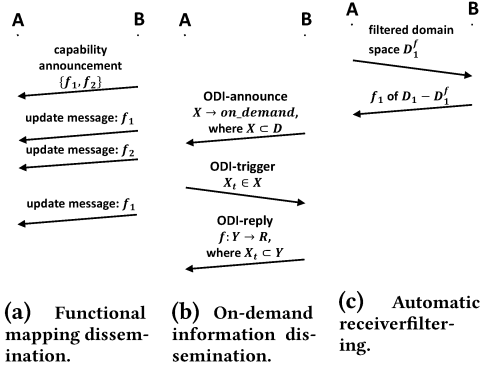 A B
capability
announcement
{f₁, f₂}
update message: f₁
update message: f₂
update message: f₁
(a) Functional
mapping dissem-
ination.
A B
ODI-announce
X → on_demand,
where X ⊂ D
ODI-trigger
Xₜ ∈ X
ODI-reply
f: Y → R,
where Xₜ ⊂ Y
(b) On-demand
information dis-
semination.
A B
filtered domain
space D₁ᶠ
f₁ of D₁ − D₁ᶠ
(c) Automatic
receiverfilter-
ing.